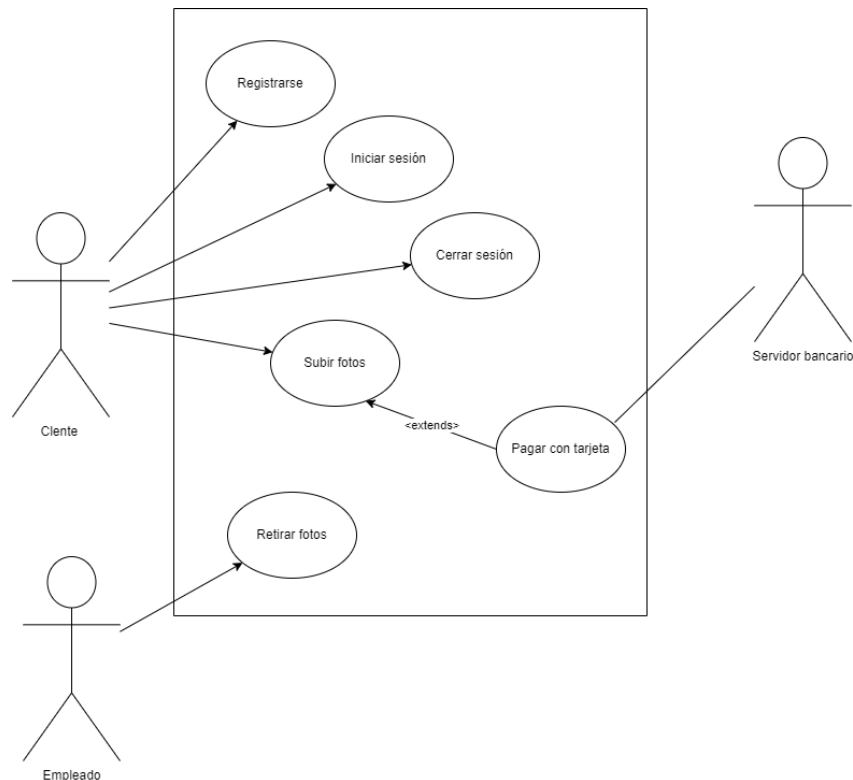 Registrarse
Iniciar sesión
Cerrar sesión
Subir fotos
Servidor bancario
<extends>
Clente
Pagar con tarjeta
Retirar fotos
Empleado